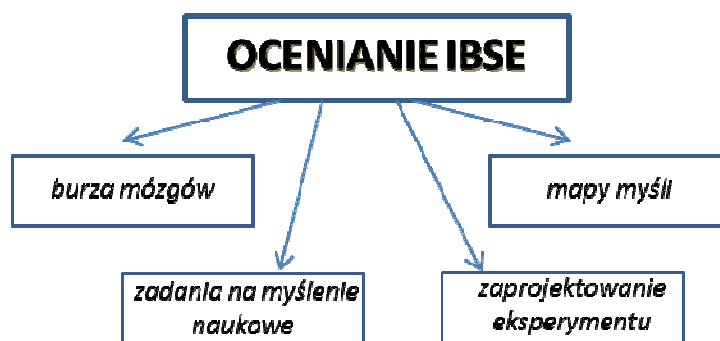 OCENIANIE IBSE
burza mózgów
mapy myśli
zadania na myślenie
naukowe
zaprojektowanie
eksperymentu